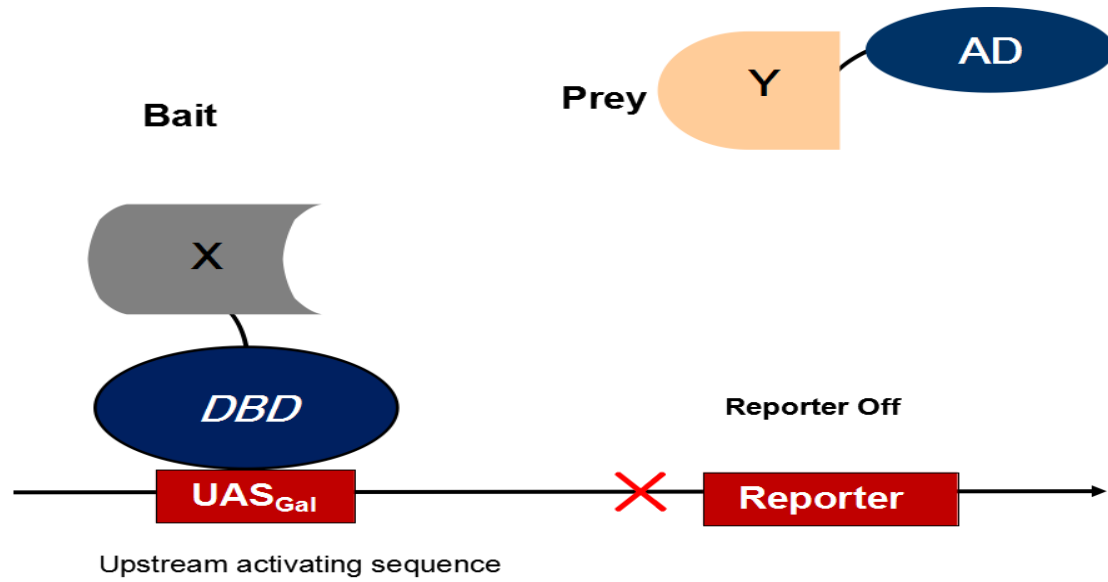 AD
Y
Prey
Bait
X
DBD
Reporter Off
UASGal
Reporter
Upstream activating sequence